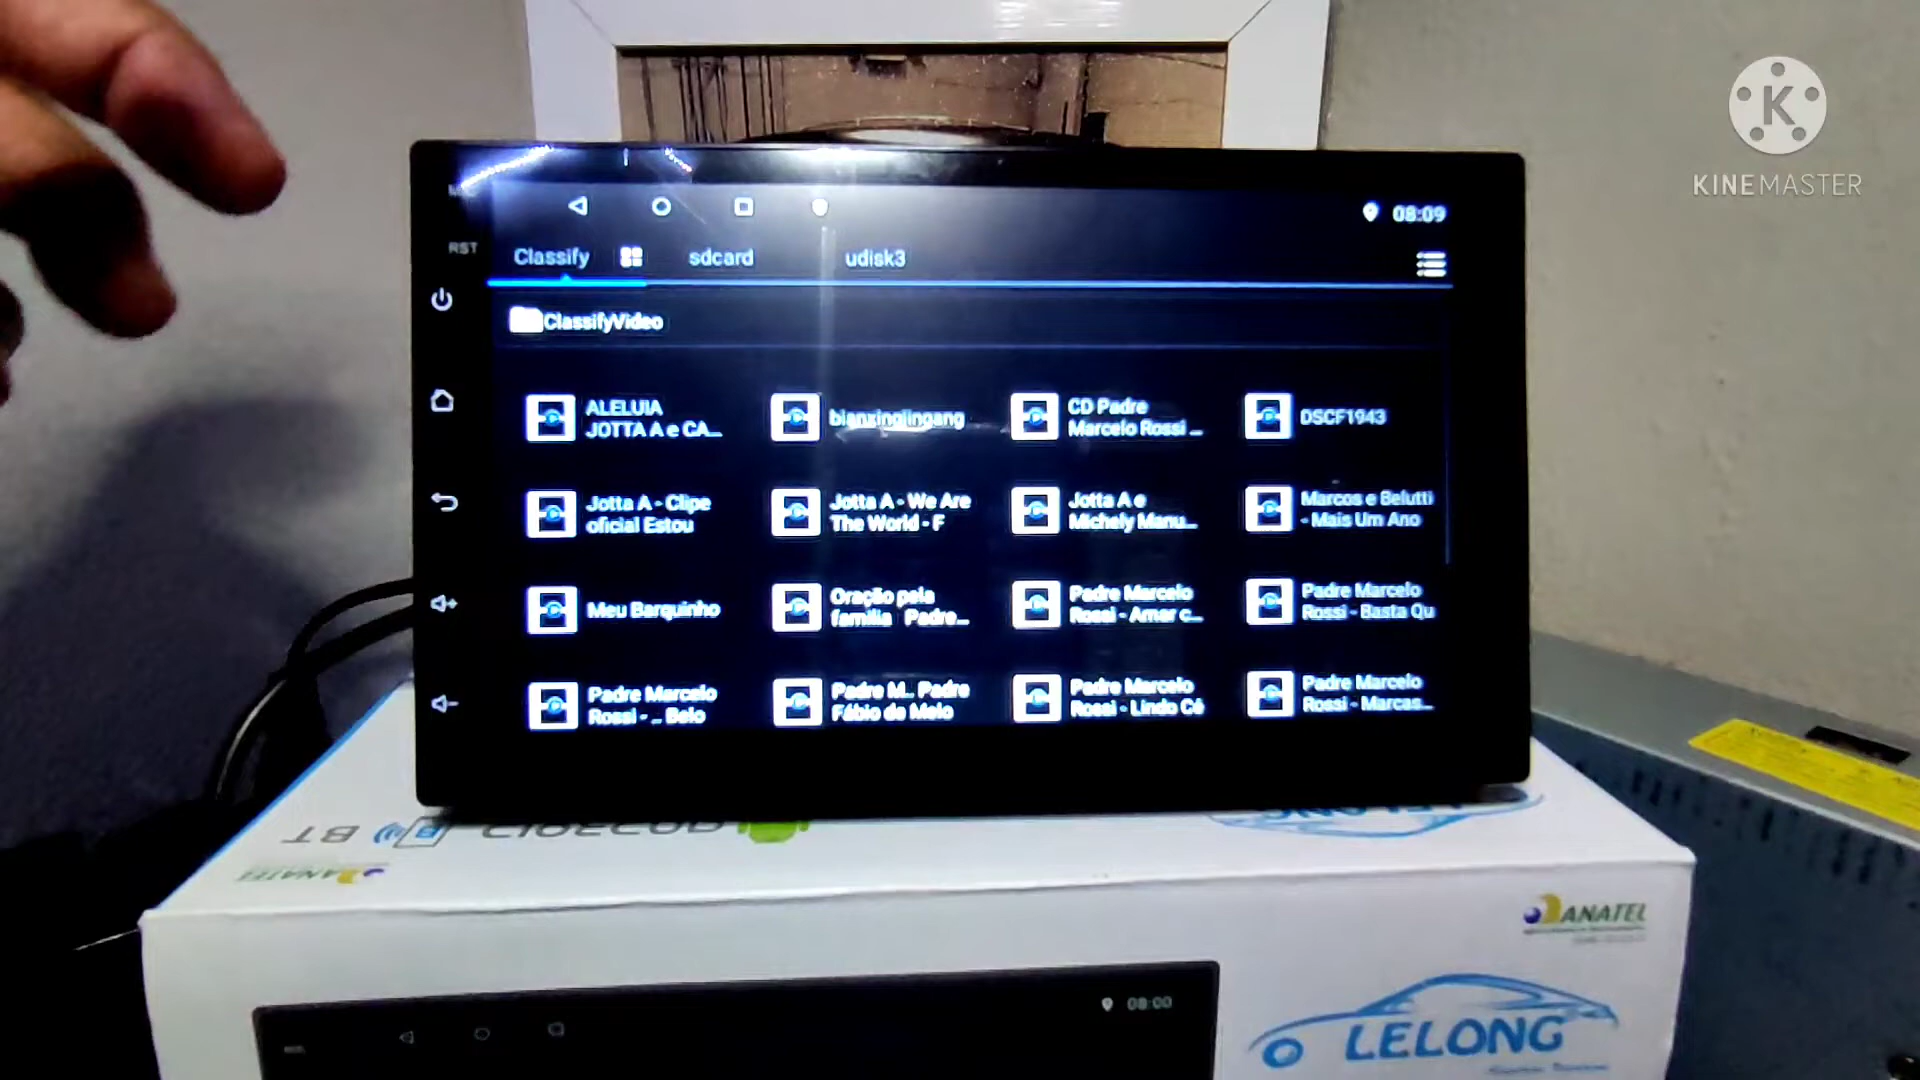 KINEMASTER
08:09
RST
Classify
sdcard
udisk3
ClassifyVideo
ALELUIA
JOTTA A e CA...
bianxingjingang
CD Padre
Marcelo Rossi ...
DSCF1943
Jotta A - Clipe
oficial Estou
Jotta A - We Are
The World - F
Jotta A e
Michely Manu...
Marcos e Belutti
- Mais Um Ano
Meu Barquinho
Oração pela
família Padre...
Padre Marcelo
Rossi - Amar c...
Padre Marcelo
Rossi - Basta Qu
Padre Marcelo
Rossi - ... Belo
Padre M... Padre
Fábio de Melo
Padre Marcelo
Rossi - Lindo Cé
Padre Marcelo
Rossi - Marcas...
BT
ANDROID
LELONG
ANATEL
ANATEL
08:00
LELONG